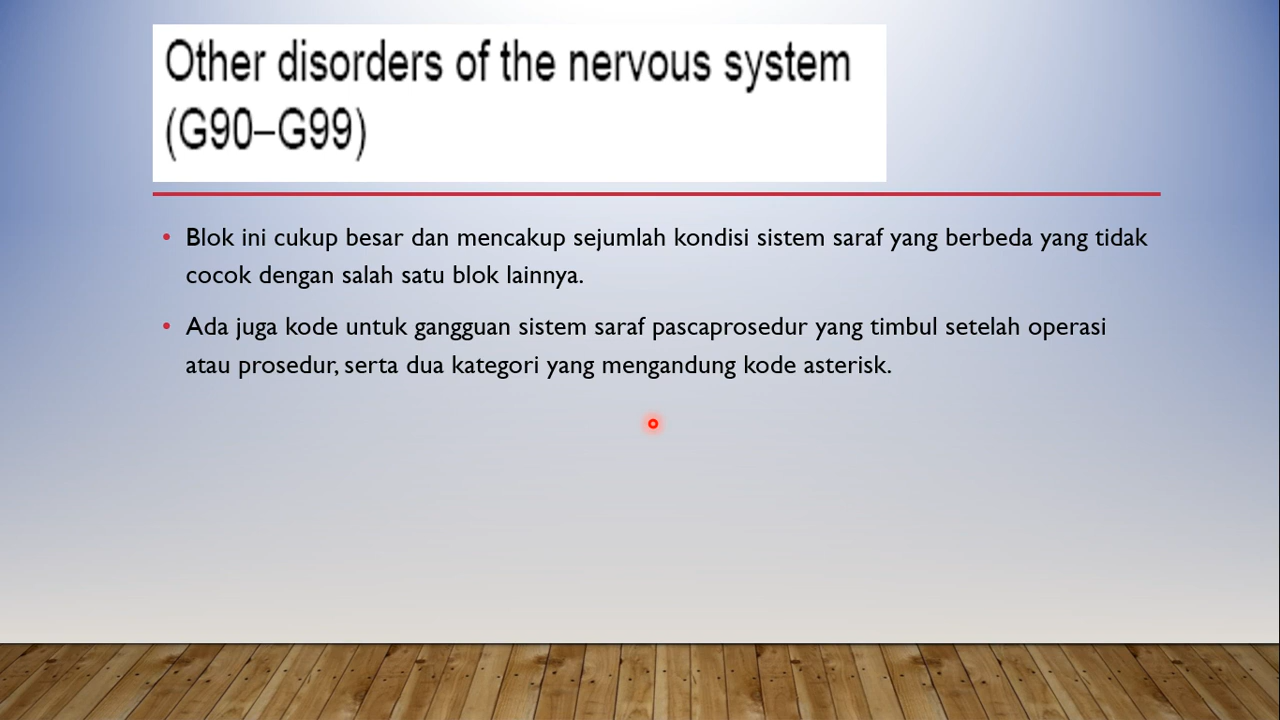 Other disorders of the nervous system
(G90–G99)
• Blok ini cukup besar dan mencakup sejumlah kondisi sistem saraf yang berbeda yang tidak
cocok dengan salah satu blok lainnya.
• Ada juga kode untuk gangguan sistem saraf pascaprosedur yang timbul setelah operasi
atau prosedur, serta dua kategori yang mengandung kode asterisk.